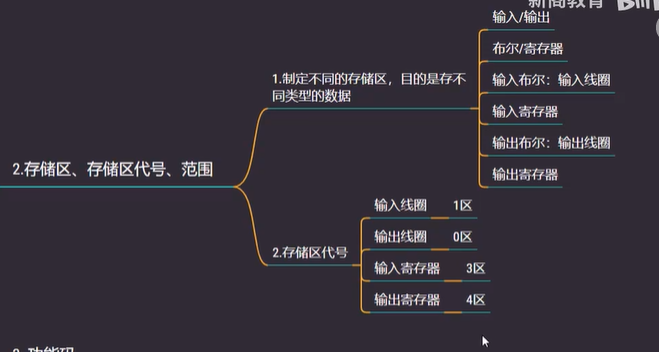 新商教育
输入/输出
布尔/寄存器
1.制定不同的存储区，目的是存不
同类型的数据
输入布尔：输入线圈
输入寄存器
输出布尔：输出线圈
输出寄存器
2.存储区、存储区代号、范围
输入线圈 1区
输出线圈 0区
2.存储区代号
输入寄存器 3区
输出寄存器 4区